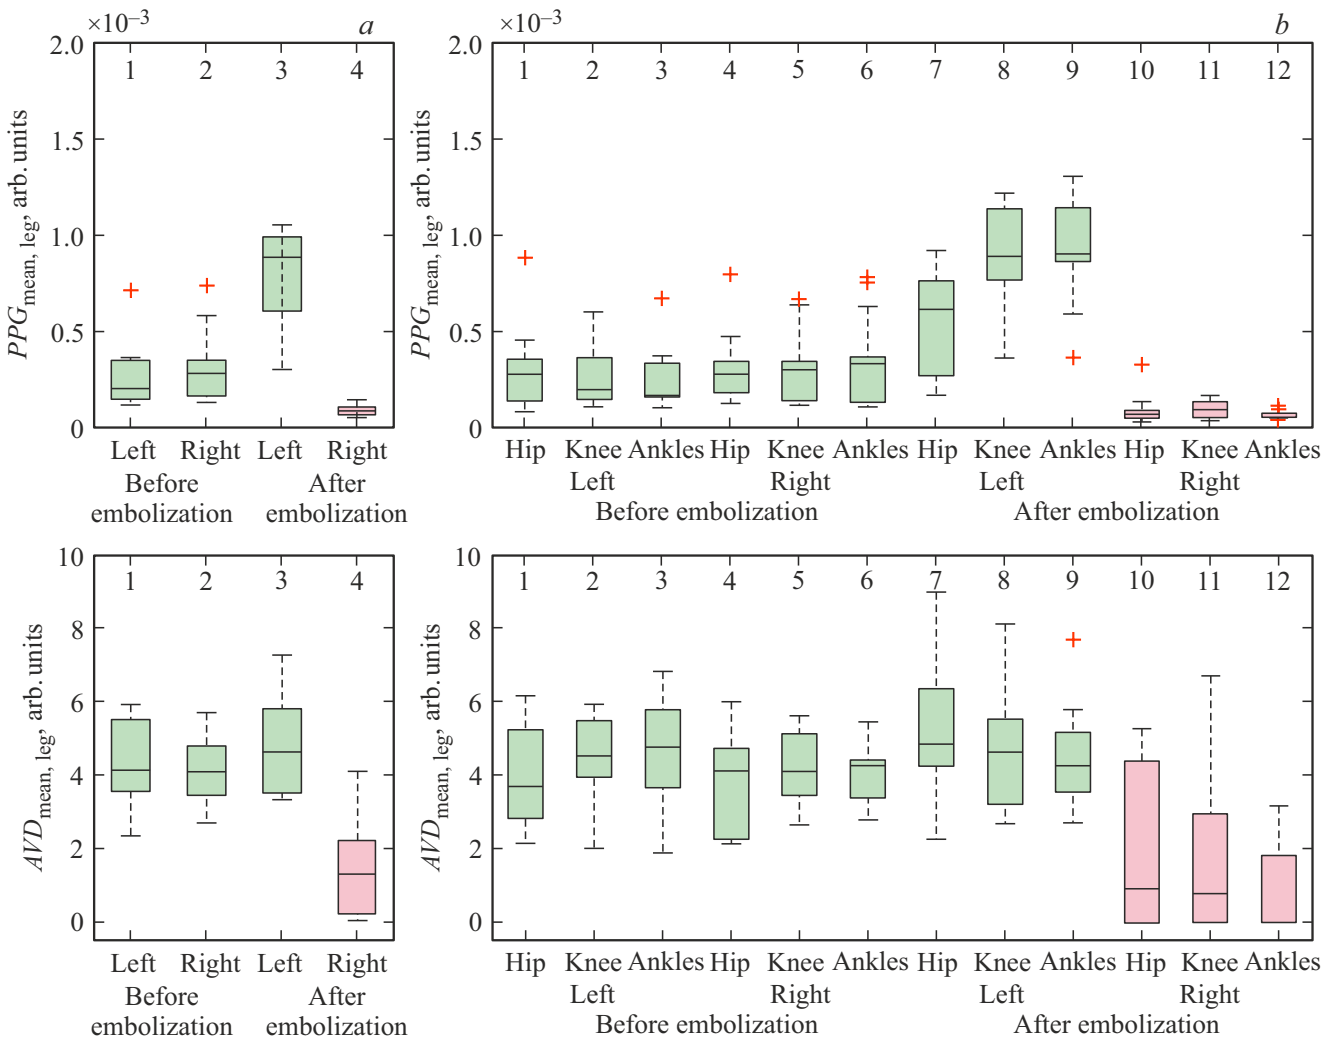 ×10⁻³ a
2.0
1 2 3 4
1.5
1.0
0.5
0
PPG_mean, leg, arb. units
Left Right Left Right
Before After
embolization embolization
×10⁻³ b
2.0
1 2 3 4 5 6 7 8 9 10 11 12
1.5
1.0
0.5
0
PPG_mean, leg, arb. units
Hip Knee Ankles Hip Knee Ankles Hip Knee Ankles Hip Knee Ankles
Left Right Left Right
Before embolization After embolization
10
1 2 3 4
8
6
4
2
0
AVD_mean, leg, arb. units
Left Right Left Right
Before After
embolization embolization
10
1 2 3 4 5 6 7 8 9 10 11 12
8
6
4
2
0
AVD_mean, leg, arb. units
Hip Knee Ankles Hip Knee Ankles Hip Knee Ankles Hip Knee Ankles
Left Right Left Right
Before embolization After embolization